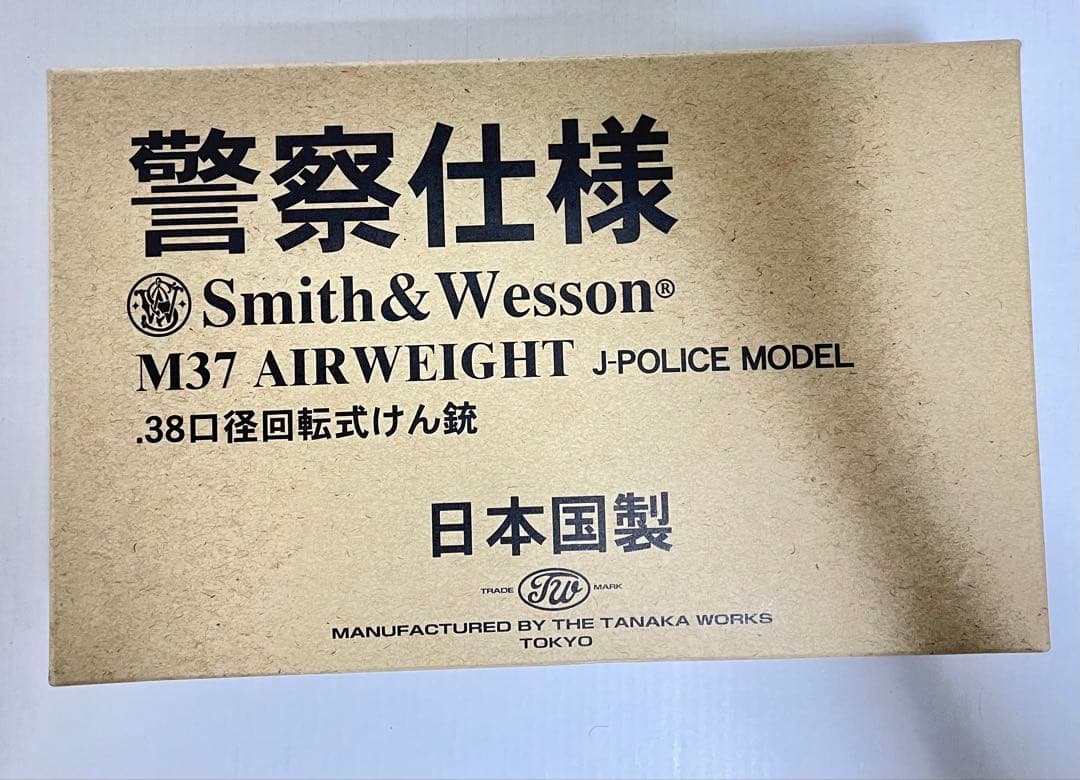 警察仕様
Smith&Wesson®
M37 AIRWEIGHT J-POLICE MODEL
.38口径回転式けん銃
日本国製
TRADE TW MARK
MANUFACTURED BY THE TANAKA WORKS
TOKYO